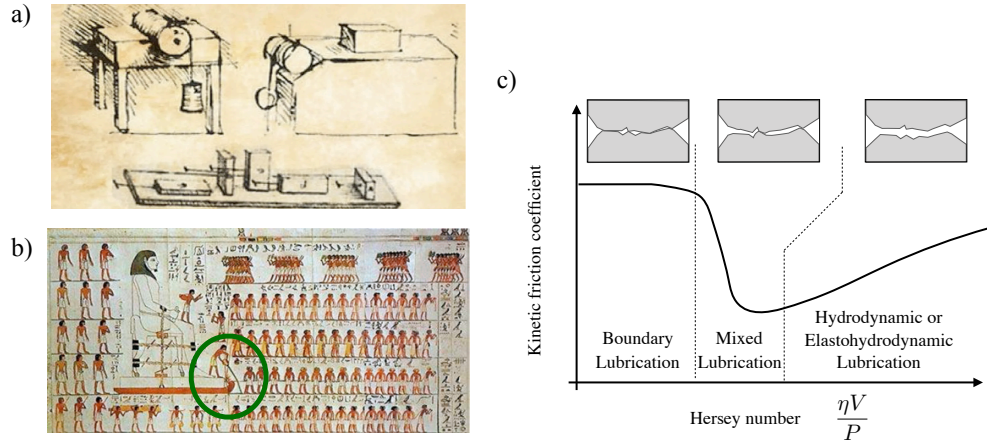 a)
b)
c)
Kinetic friction coefficient
Boundary
Lubrication
Mixed
Lubrication
Hydrodynamic or
Elastohydrodynamic
Lubrication
Hersey number
ηV
P